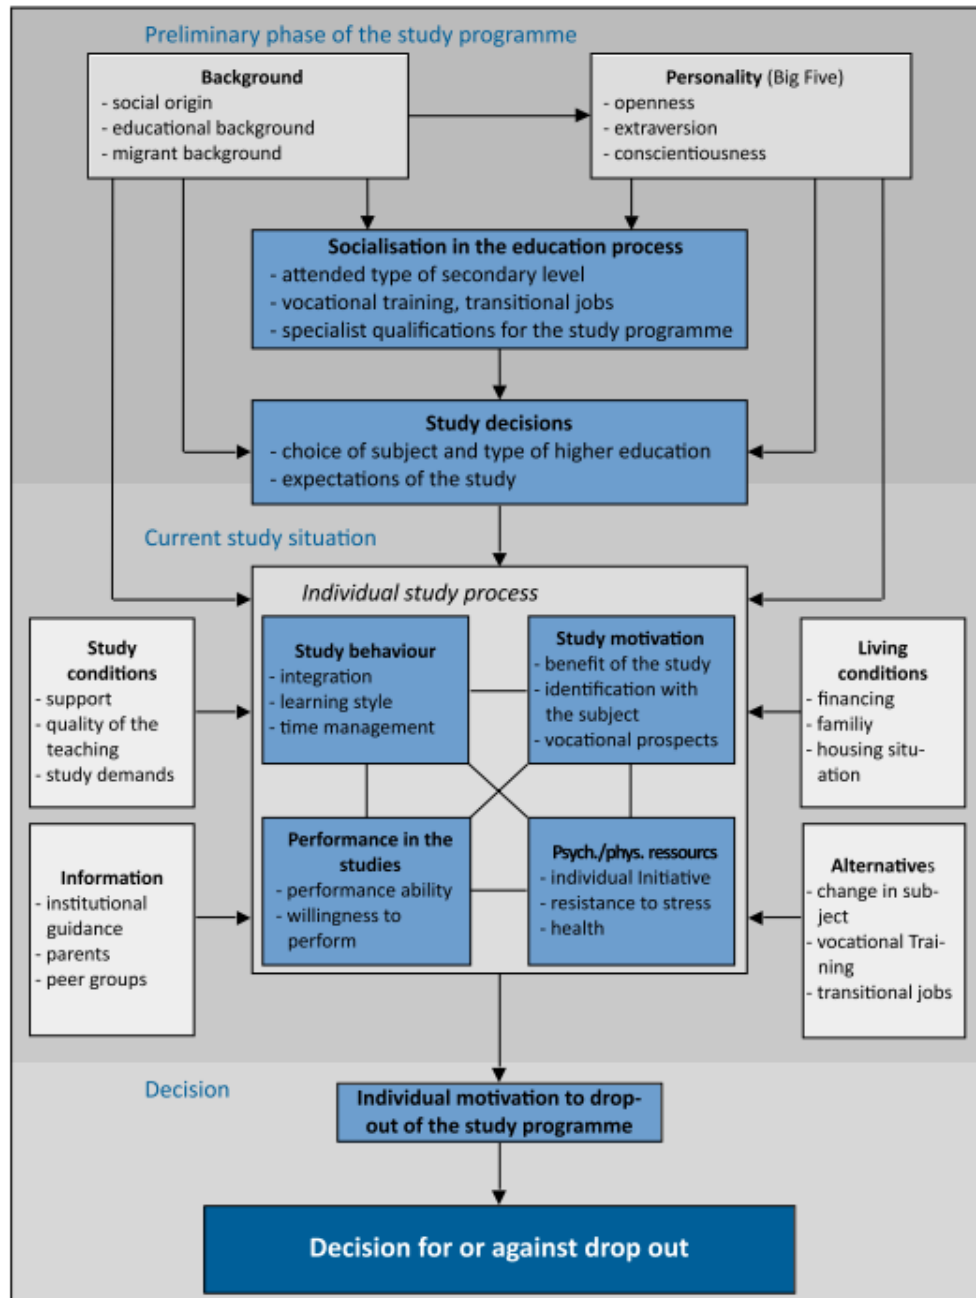 Preliminary phase of the study programme
Background
- social origin
- educational background
- migrant background
Personality (Big Five)
- openness
- extraversion
- conscientiousness
Socialisation in the education process
- attended type of secondary level
- vocational training, transitional jobs
- specialist qualifications for the study programme
Study decisions
- choice of subject and type of higher education
- expectations of the study
Current study situation
Individual study process
Study
conditions
- support
- quality of the
teaching
- study demands
Study behaviour
- integration
- learning style
- time management
Study motivation
- benefit of the study
- identification with
the subject
- vocational prospects
Living
conditions
- financing
- familiy
- housing situ-
ation
Information
- institutional
guidance
- parents
- peer groups
Performance in the
studies
- performance ability
- willingness to
perform
Psych./phys. ressourcs
- individual Initiative
- resistance to stress
- health
Alternatives
- change in sub-
ject
- vocational Trai-
ning
- transitional jobs
Decision
Individual motivation to drop-
out of the study programme
Decision for or against drop out